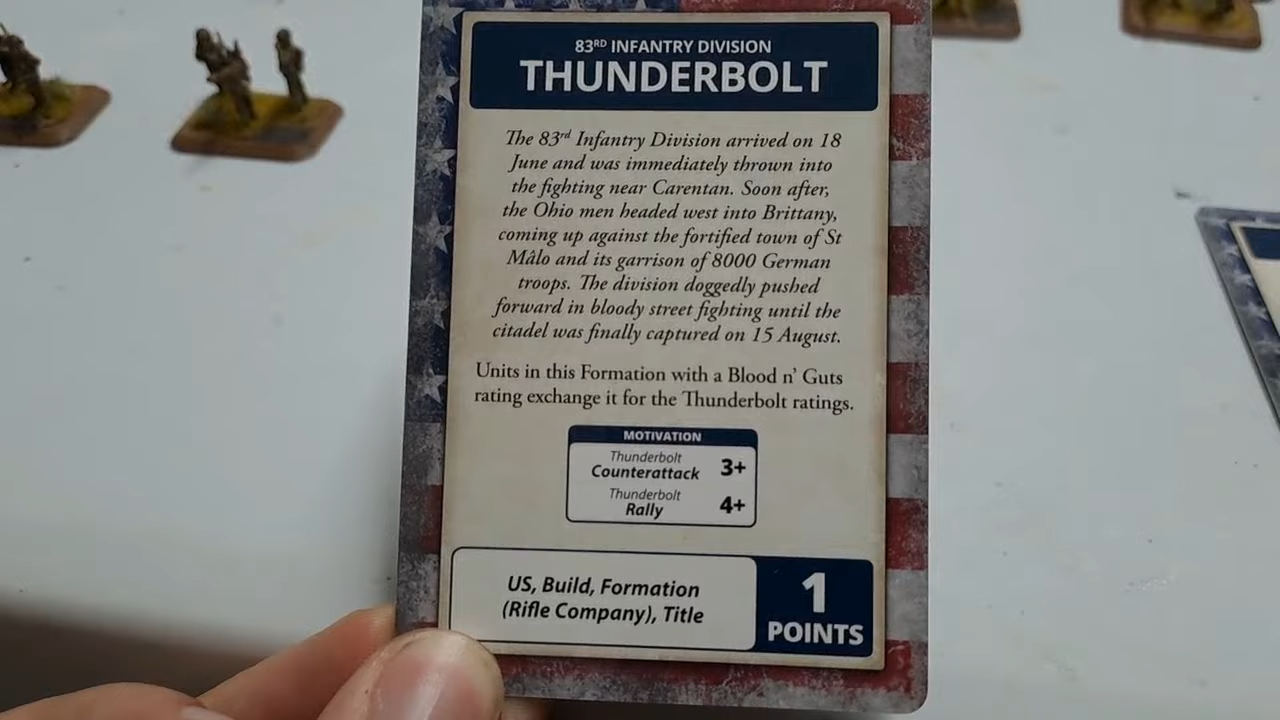 83RD INFANTRY DIVISION
THUNDERBOLT
The 83rd Infantry Division arrived on 18
June and was immediately thrown into
the fighting near Carentan. Soon after,
the Ohio men headed west into Brittany,
coming up against the fortified town of St
Mâlo and its garrison of 8000 German
troops. The division doggedly pushed
forward in bloody street fighting until the
citadel was finally captured on 15 August.
Units in this Formation with a Blood n' Guts
rating exchange it for the Thunderbolt ratings.
MOTIVATION
Thunderbolt
Counterattack 3+
Thunderbolt
Rally 4+
US, Build, Formation
(Rifle Company), Title
1
POINTS